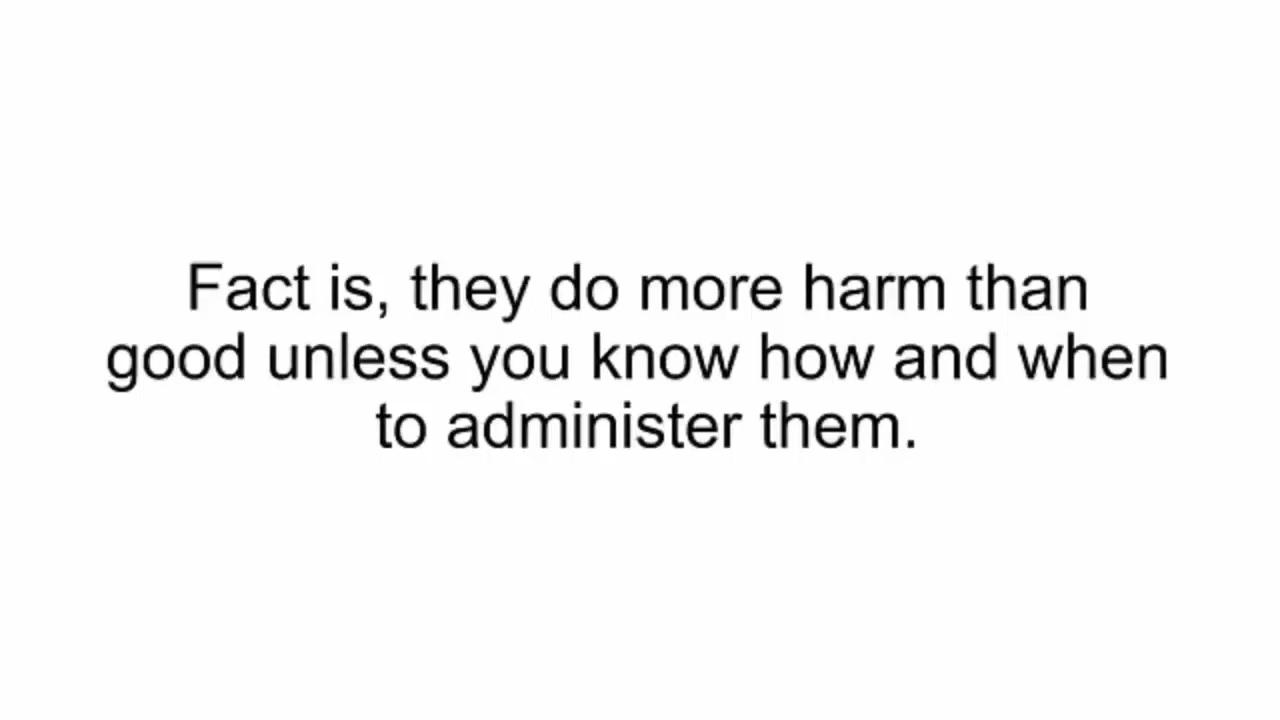 Fact is, they do more harm than
good unless you know how and when
to administer them.